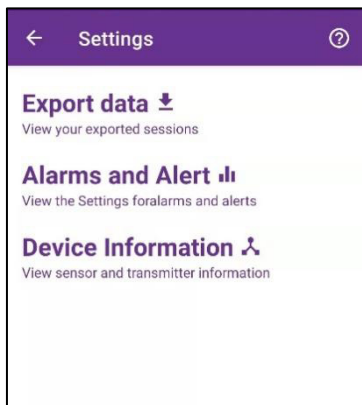 Settings
Export data
View your exported sessions
Alarms and Alert
View the Settings foralarms and alerts
Device Information
View sensor and transmitter information